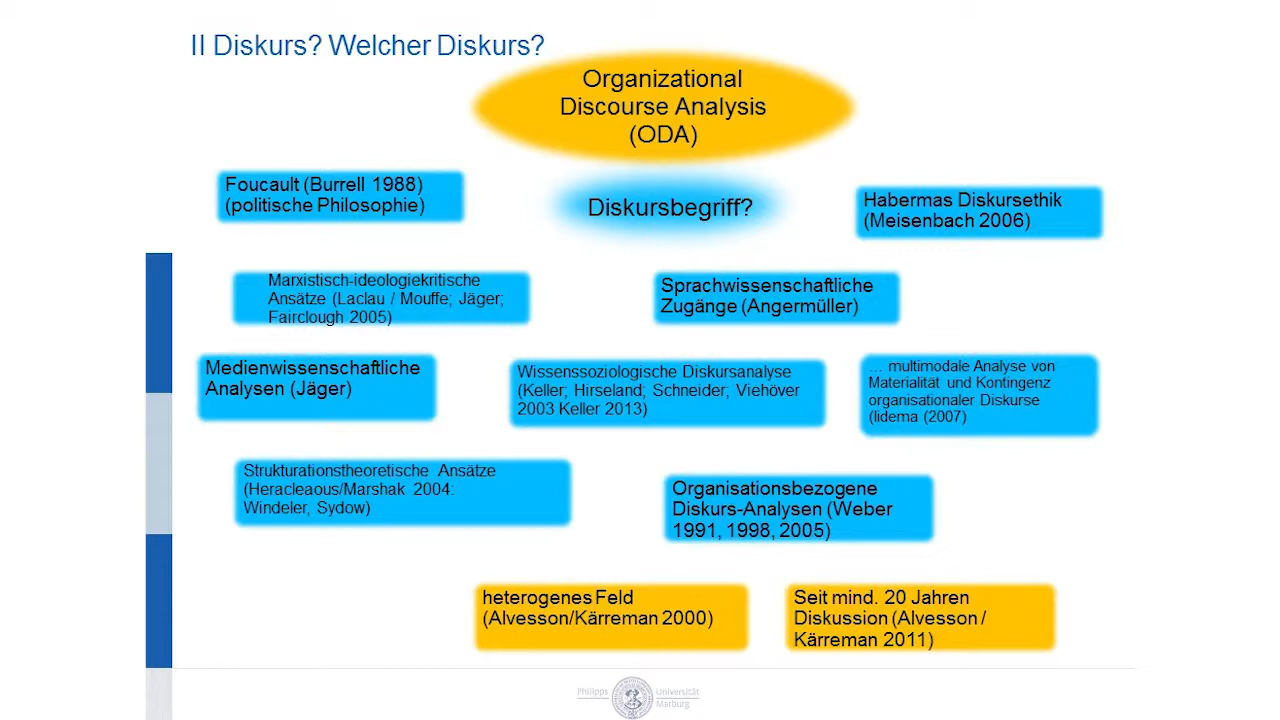 II Diskurs? Welcher Diskurs?
Organizational
Discourse Analysis
(ODA)
Foucault (Burrell 1988)
(politische Philosophie)
Diskursbegriff?
Habermas Diskursethik
(Meisenbach 2006)
Marxistisch-ideologiekritische
Ansätze (Laclau / Mouffe; Jäger;
Fairclough 2005)
Sprachwissenschaftliche
Zugänge (Angermüller)
Medienwissenschaftliche
Analysen (Jäger)
Wissenssoziologische Diskursanalyse
(Keller; Hirseland; Schneider; Viehöver
2003 Keller 2013)
… multimodale Analyse von
Materialität und Kontingenz
organisationaler Diskurse
(Iidema (2007)
Strukturationstheoretische Ansätze
(Heracleaous/Marshak 2004:
Windeler, Sydow)
Organisationsbezogene
Diskurs-Analysen (Weber
1991, 1998, 2005)
heterogenes Feld
(Alvesson/Kärreman 2000)
Seit mind. 20 Jahren
Diskussion (Alvesson /
Kärreman 2011)
Philipps Universität
Marburg